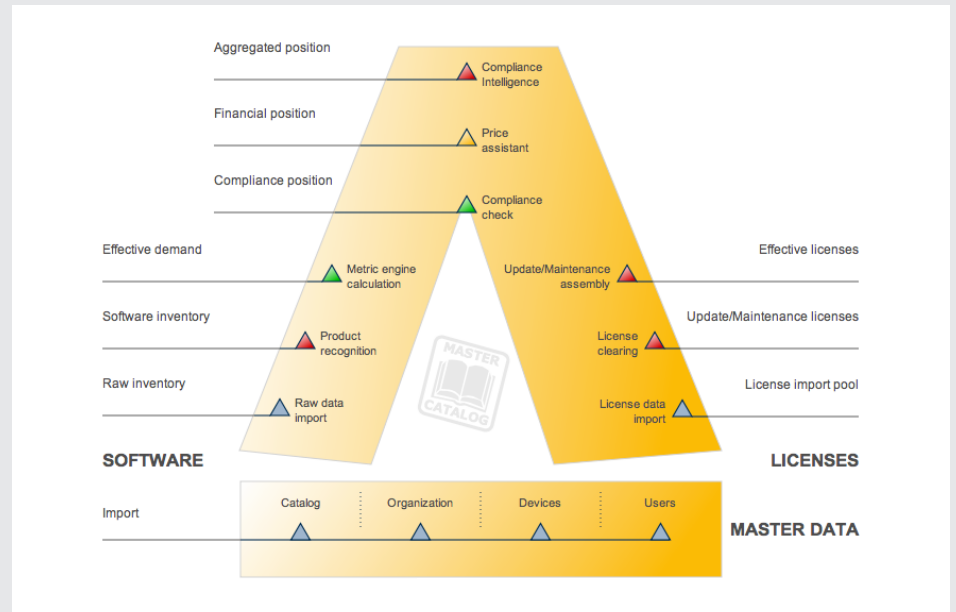 Aggregated position
Compliance
Intelligence
Financial position
Price
assistant
Compliance position
Compliance
check
Effective demand
Metric engine
calculation
Update/Maintenance
assembly
Effective licenses
Software inventory
Product
recognition
License
clearing
Update/Maintenance licenses
Raw inventory
Raw data
import
License data
import
License import pool
MASTER
CATALOG
SOFTWARE
LICENSES
Import
Catalog
Organization
Devices
Users
MASTER DATA